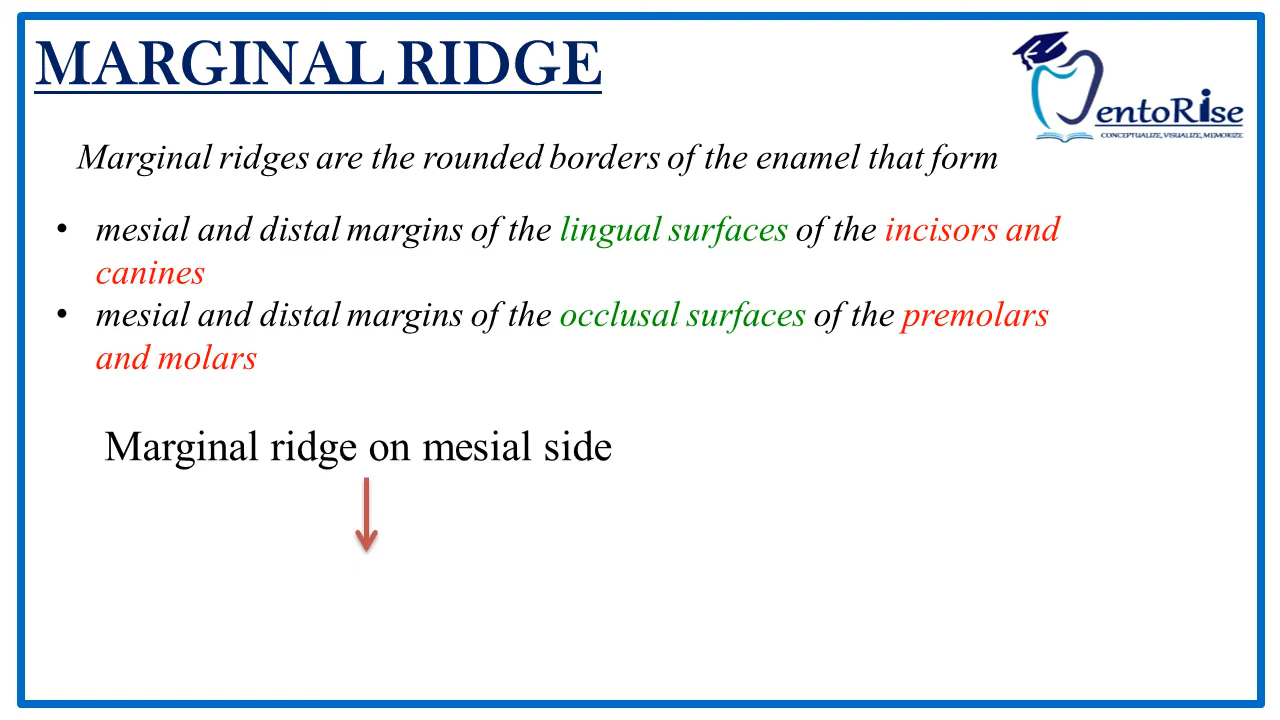 MARGINAL RIDGE
entoRise
CONCEPTUALIZE, VISUALIZE, MEMORIZE
Marginal ridges are the rounded borders of the enamel that form
• mesial and distal margins of the lingual surfaces of the incisors and
canines
• mesial and distal margins of the occlusal surfaces of the premolars
and molars
Marginal ridge on mesial side